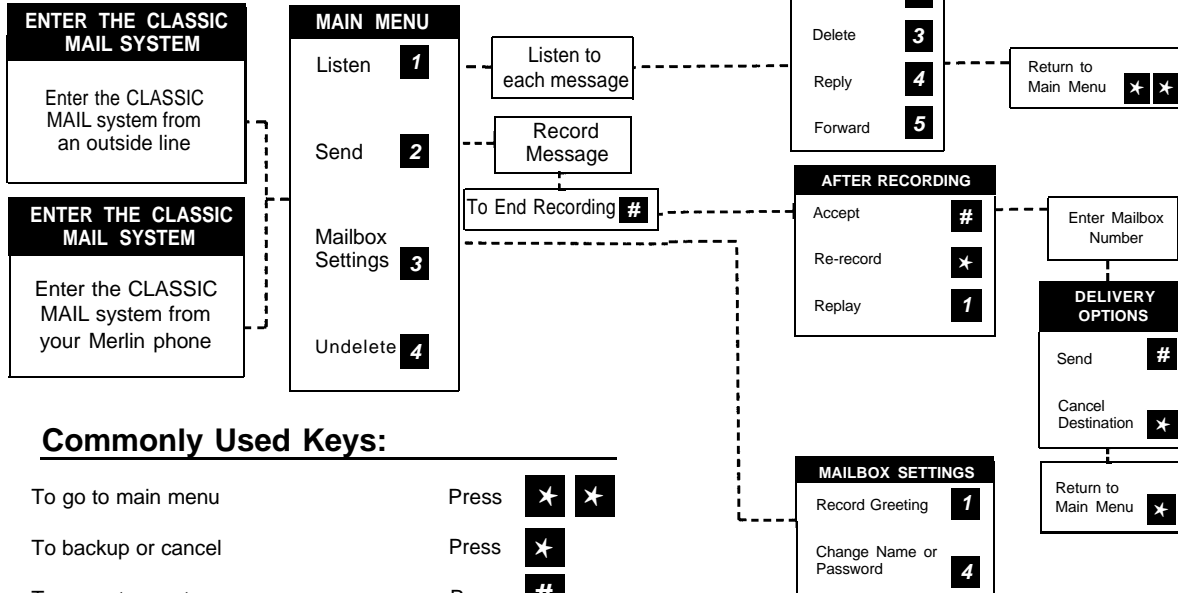 ENTER THE CLASSIC
MAIL SYSTEM
Enter the CLASSIC
MAIL system from
an outside line
ENTER THE CLASSIC
MAIL SYSTEM
Enter the CLASSIC
MAIL system from
your Merlin phone
MAIN MENU
Listen 1
Send 2
Mailbox
Settings 3
Undelete 4
Listen to
each message
Record
Message
To End Recording #
Delete 3
Reply 4
Forward 5
Return to
Main Menu * *
AFTER RECORDING
Accept #
Re-record *
Replay 1
Enter Mailbox
Number
DELIVERY
OPTIONS
Send #
Cancel
Destination *
Return to
Main Menu *
MAILBOX SETTINGS
Record Greeting 1
Change Name or
Password 4
Commonly Used Keys:
To go to main menu Press * *
To backup or cancel Press *